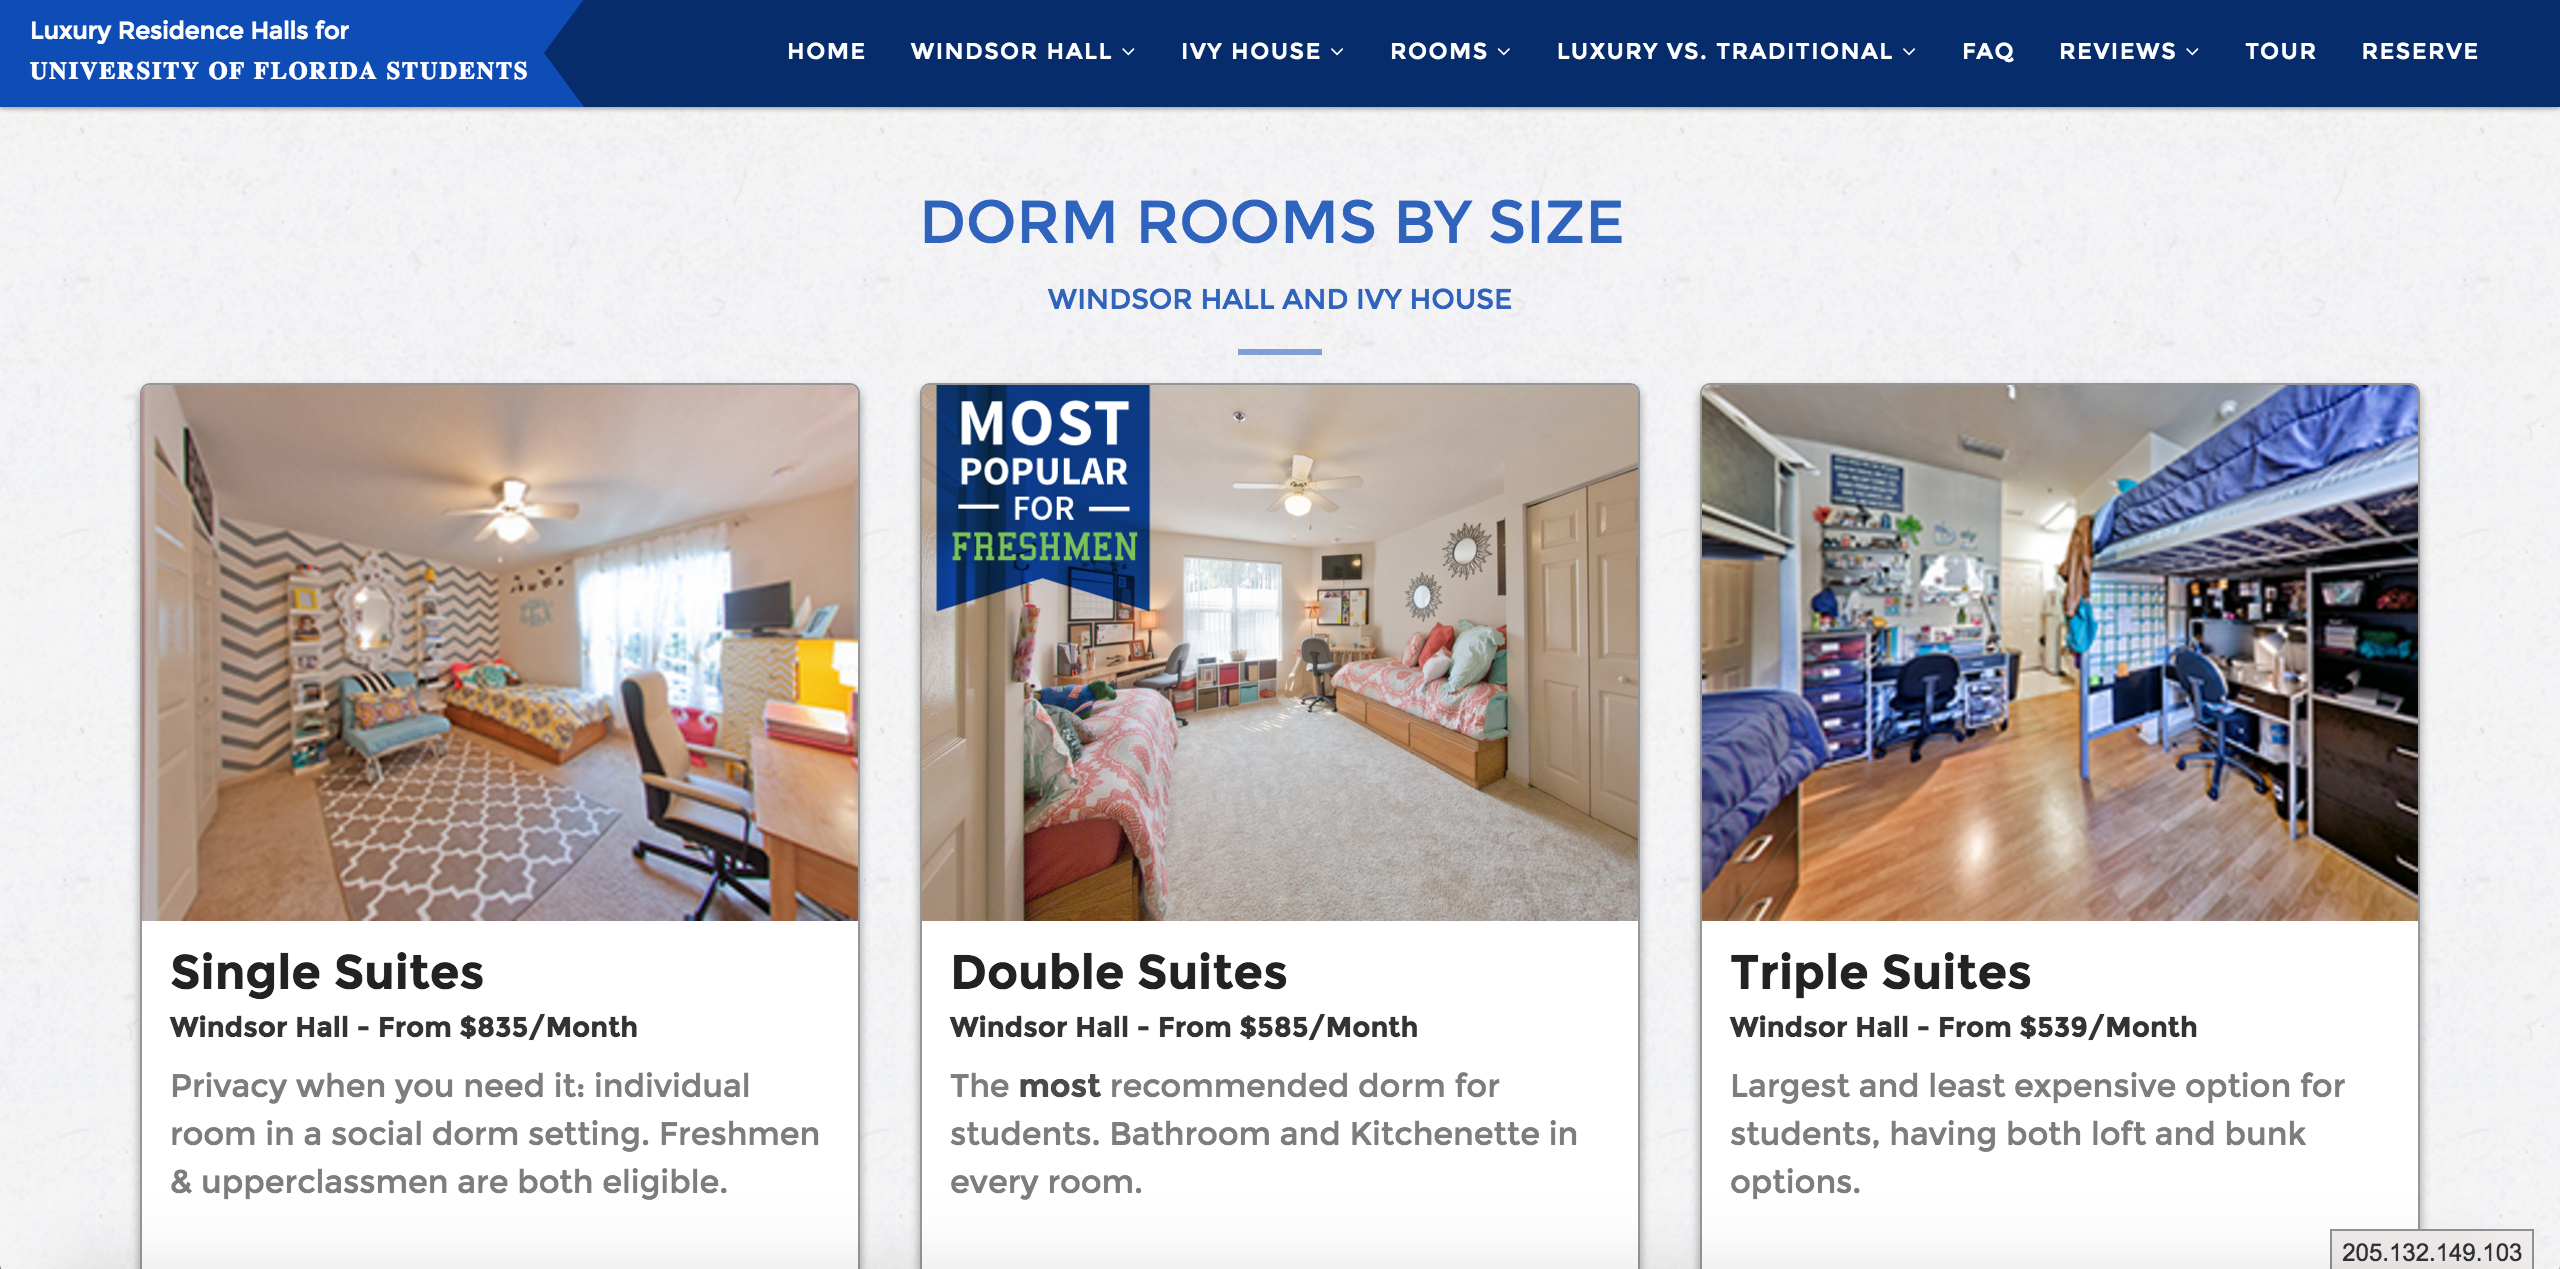 Luxury Residence Halls for
UNIVERSITY OF FLORIDA STUDENTS
HOME WINDSOR HALL IVY HOUSE ROOMS LUXURY VS. TRADITIONAL FAQ REVIEWS TOUR RESERVE
DORM ROOMS BY SIZE
WINDSOR HALL AND IVY HOUSE
MOST
POPULAR
FOR
FRESHMEN
Single Suites
Windsor Hall - From $835/Month
Privacy when you need it: individual
room in a social dorm setting. Freshmen
& upperclassmen are both eligible.
Double Suites
Windsor Hall - From $585/Month
The most recommended dorm for
students. Bathroom and Kitchenette in
every room.
Triple Suites
Windsor Hall - From $539/Month
Largest and least expensive option for
students, having both loft and bunk
options.
205.132.149.103